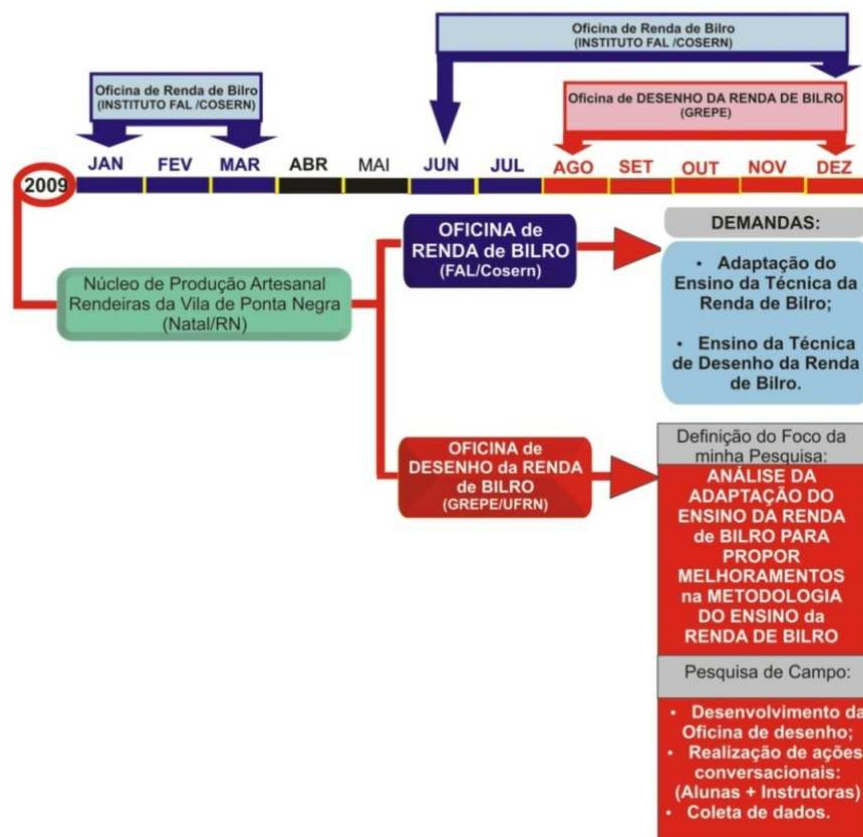 Oficina de Renda de Bilro
(INSTITUTO FAL /COSERN)
Oficina de Renda de Bilro
(INSTITUTO FAL /COSERN)
Oficina de DESENHO DA RENDA DE BILRO
(GREPE)
JAN FEV MAR ABR MAI JUN JUL AGO SET OUT NOV DEZ
2009
OFICINA de
RENDA de BILRO
(FAL/Cosern)
DEMANDAS:
• Adaptação do
Ensino da Técnica da
Renda de Bilro;
• Ensino da Técnica
de Desenho da Renda
de Bilro.
Núcleo de Produção Artesanal
Rendeiras da Vila de Ponta Negra
(Natal/RN)
OFICINA de
DESENHO da RENDA
de BILRO
(GREPE/UFRN)
Definição do Foco da
minha Pesquisa:
ANÁLISE DA
ADAPTAÇÃO DO
ENSINO DA RENDA
de BILRO PARA
PROPOR
MELHORAMENTOS
na METODOLOGIA
DO ENSINO da
RENDA DE BILRO
Pesquisa de Campo:
• Desenvolvimento da
Oficina de desenho;
• Realização de ações
conversacionais:
(Alunas + Instrutoras)
• Coleta de dados.